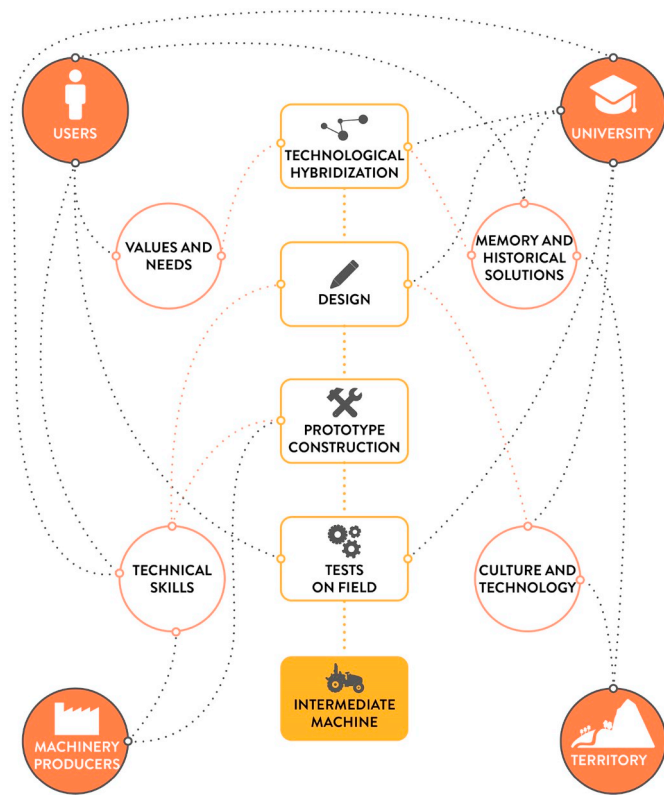 USERS
UNIVERSITY
TECHNOLOGICAL
HYBRIDIZATION
VALUES AND
NEEDS
MEMORY AND
HISTORICAL
SOLUTIONS
DESIGN
PROTOTYPE
CONSTRUCTION
TECHNICAL
SKILLS
TESTS
ON FIELD
CULTURE AND
TECHNOLOGY
INTERMEDIATE
MACHINE
MACHINERY
PRODUCERS
TERRITORY